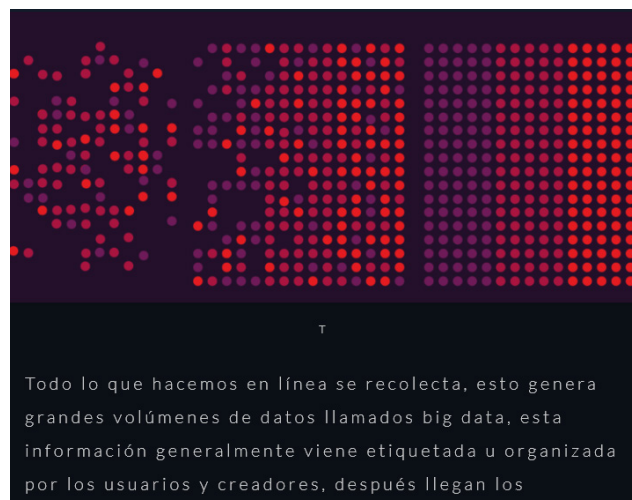 T
Todo lo que hacemos en línea se recolecta, esto genera
grandes volúmenes de datos llamados big data, esta
información generalmente viene etiquetada u organizada
por los usuarios y creadores, después llegan los